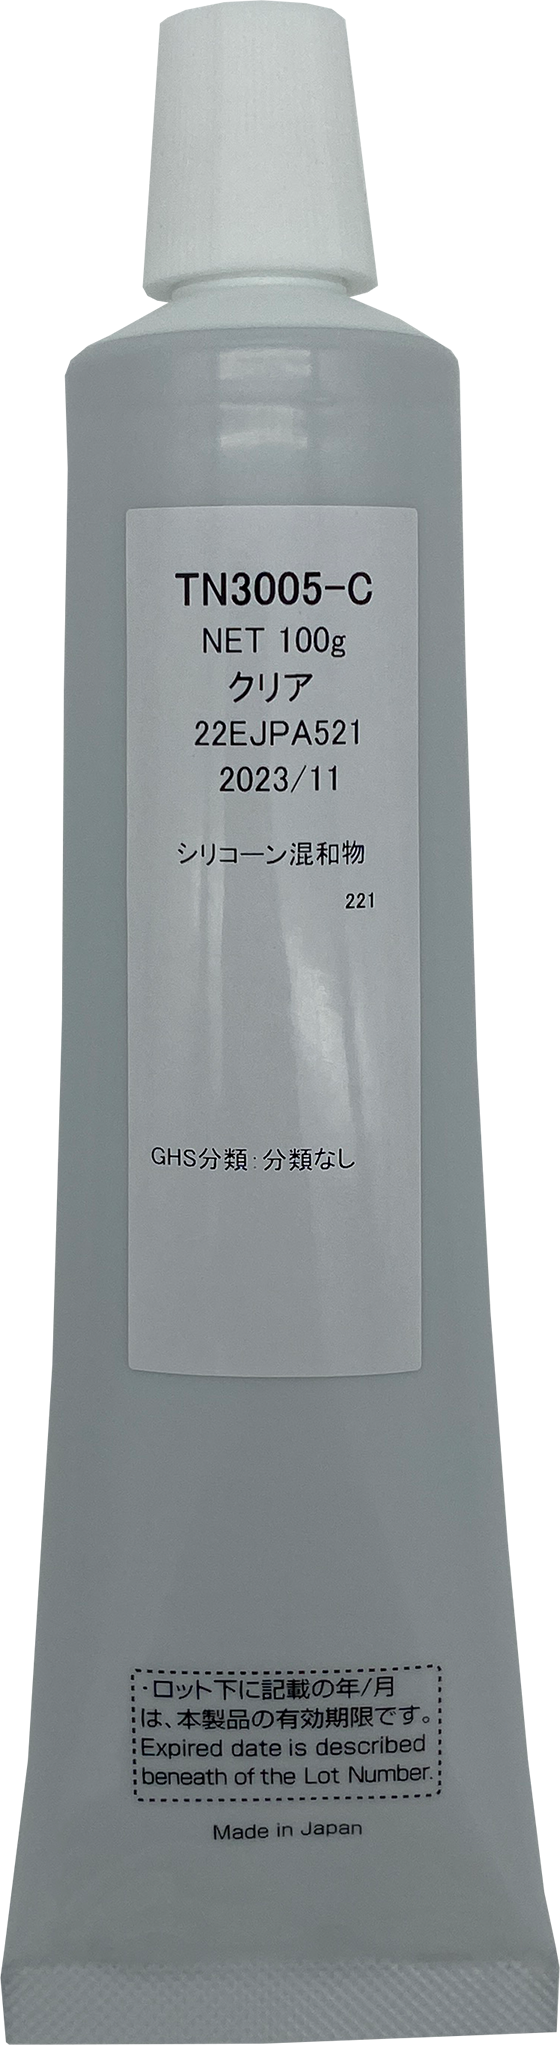 TN3005-C
NET 100g
クリア
22EJPA521
2023/11
シリコーン混和物
221
GHS分類:分類なし
・ロット下に記載の年/月
は、本製品の有効期限です。
Expired date is described
beneath of the Lot Number.
Made in Japan